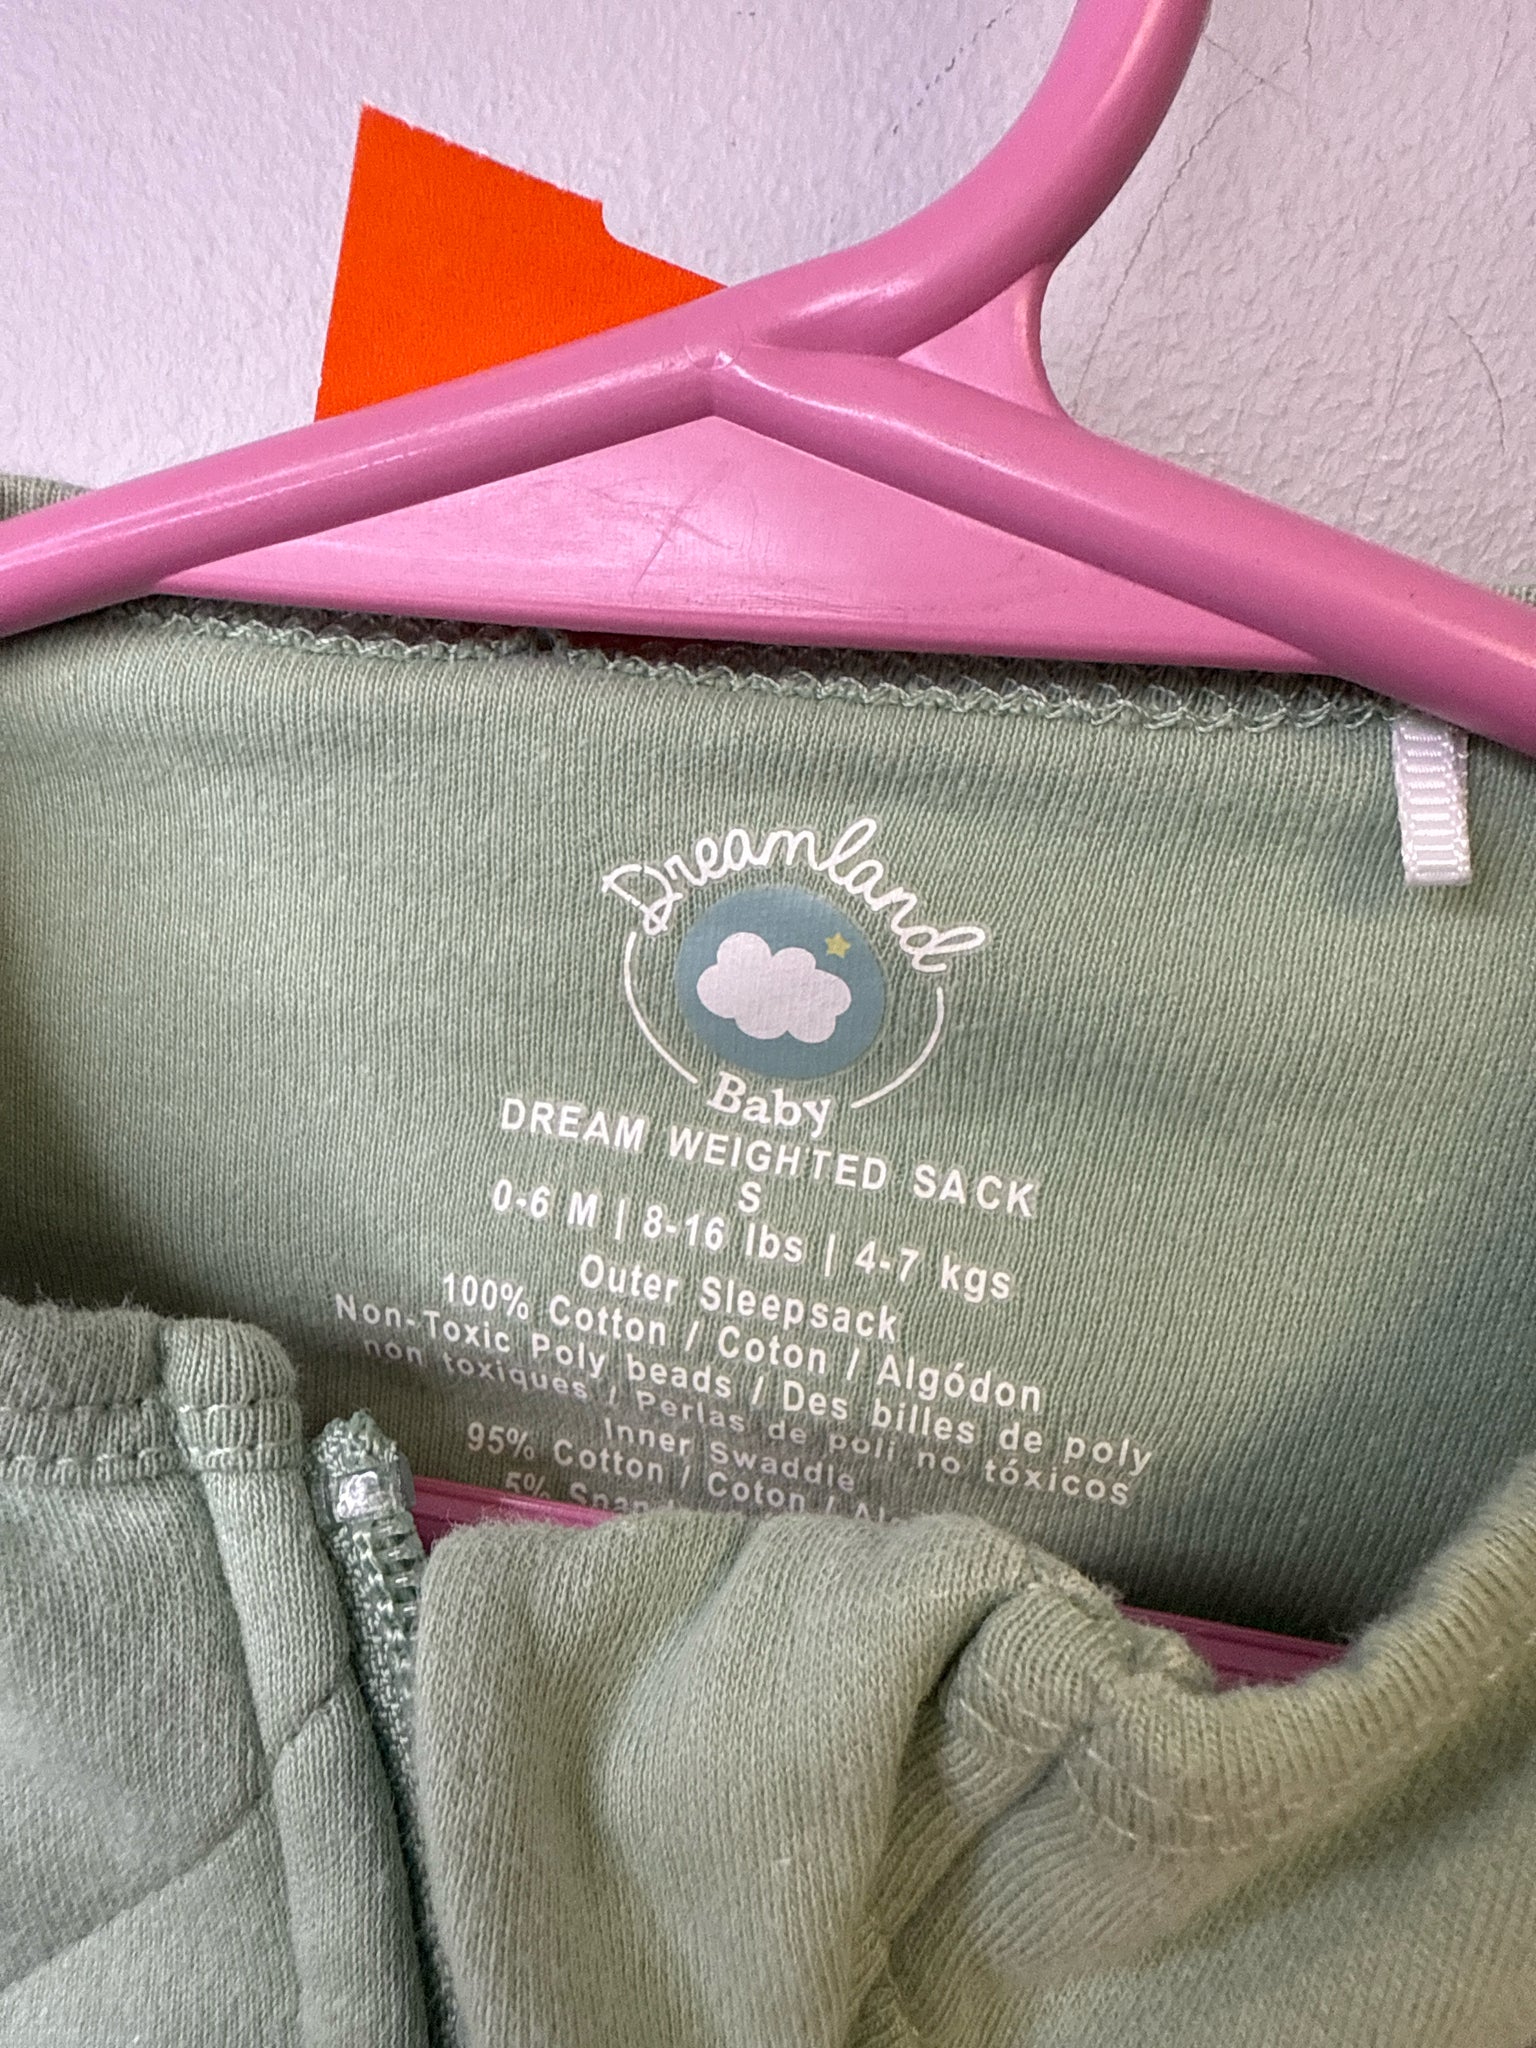 Dreamland
Baby
DREAM WEIGHTED SACK
S
0-6 M | 8-16 lbs | 4-7 kgs
Outer Sleepsack
100% Cotton / Coton / Algódon
Non-Toxic Poly beads / Des billes de poly
non toxiques / Perlas de poli no tóxicos
Inner Swaddle
95% Cotton / Coton /
5%